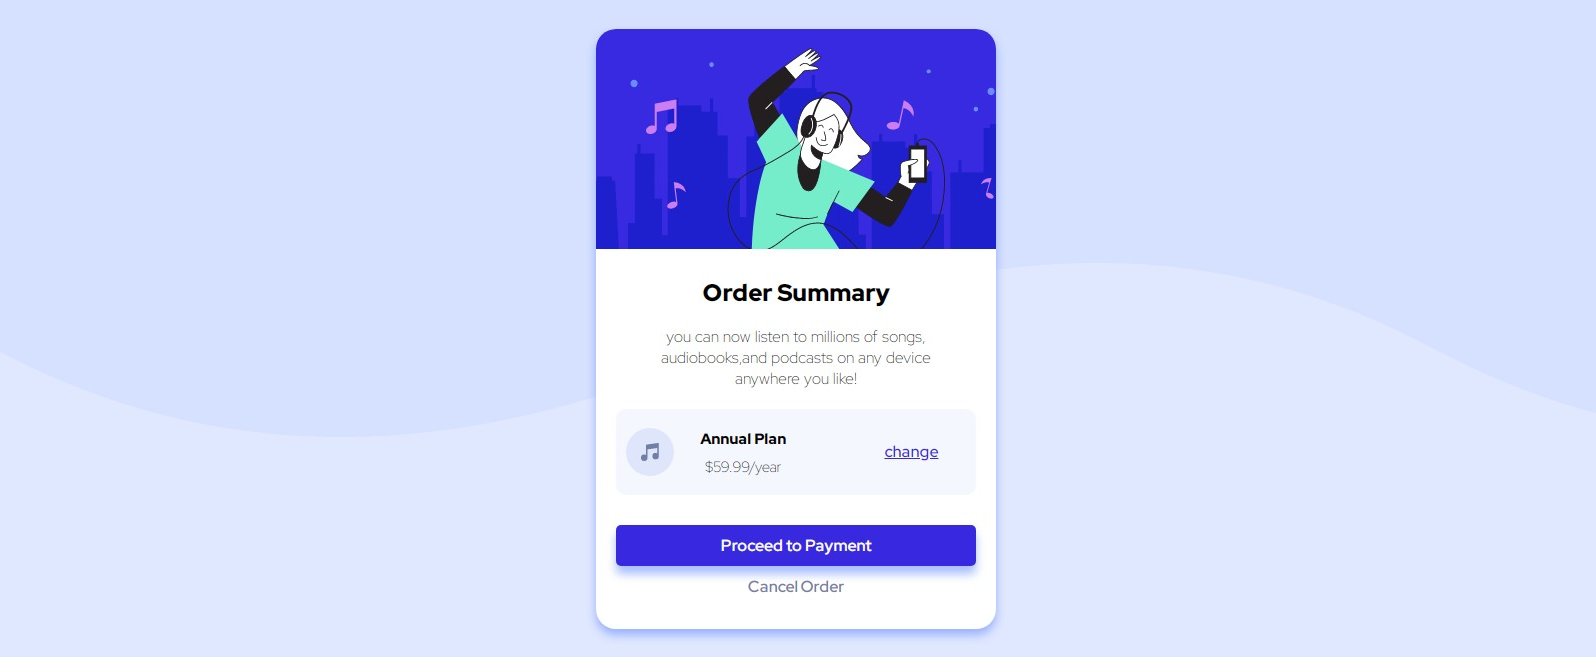 Order Summary
you can now listen to millions of songs,
audiobooks,and podcasts on any device
anywhere you like!
Annual Plan
$59.99/year
change
Proceed to Payment
Cancel Order